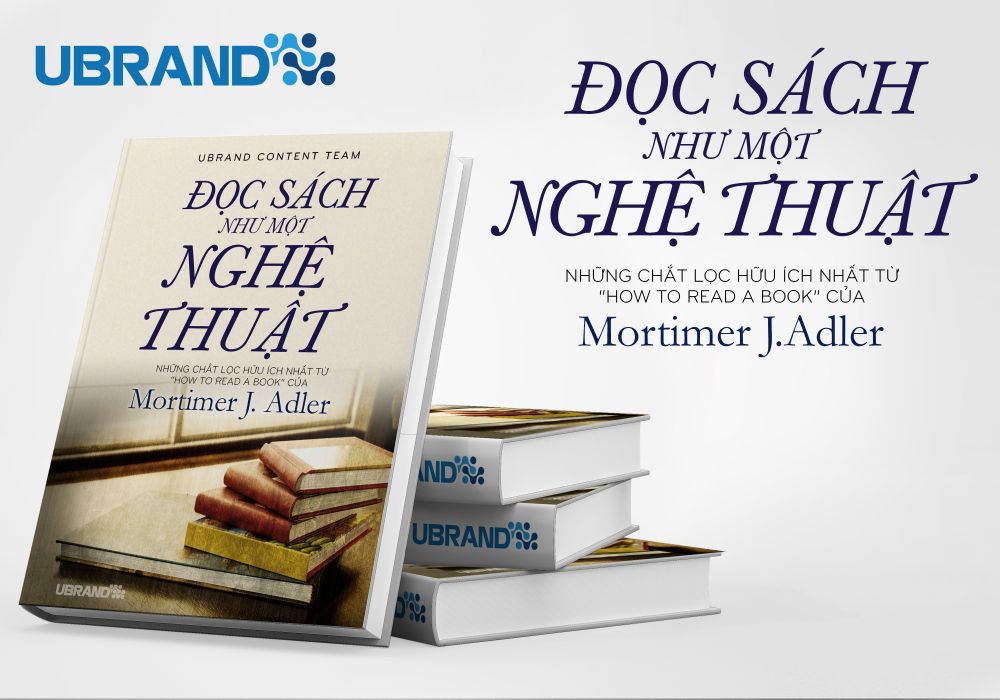 UBRAND
ĐỌC SÁCH
NHƯ MỘT
NGHỆ THUẬT
NHỮNG CHẮT LỌC HỮU ÍCH NHẤT TỪ
"HOW TO READ A BOOK" CỦA
Mortimer J.Adler
UBRAND CONTENT TEAM
ĐỌC SÁCH
NHƯ MỘT
NGHỆ
THUẬT
NHỮNG CHẮT LỌC HỮU ÍCH NHẤT TỪ
"HOW TO READ A BOOK" CỦA
Mortimer J. Adler
UBRAND
AND
UBRAND